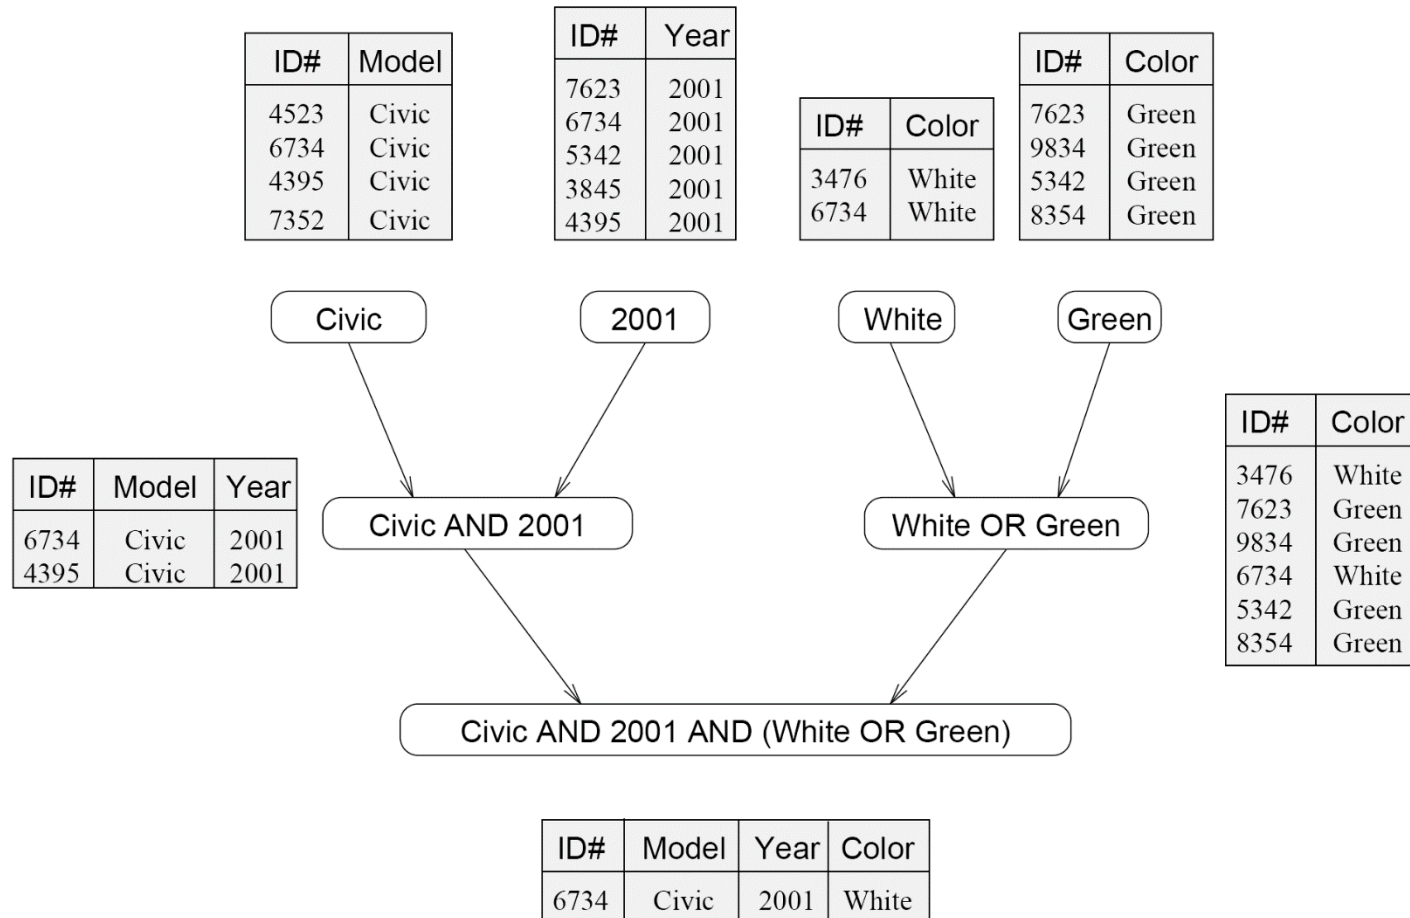 ID# Model
4523 Civic
6734 Civic
4395 Civic
7352 Civic
ID# Year
7623 2001
6734 2001
5342 2001
3845 2001
4395 2001
ID# Color
3476 White
6734 White
ID# Color
7623 Green
9834 Green
5342 Green
8354 Green
Civic
2001
White
Green
ID# Model Year
6734 Civic 2001
4395 Civic 2001
Civic AND 2001
White OR Green
ID# Color
3476 White
7623 Green
9834 Green
6734 White
5342 Green
8354 Green
Civic AND 2001 AND (White OR Green)
ID# Model Year Color
6734 Civic 2001 White